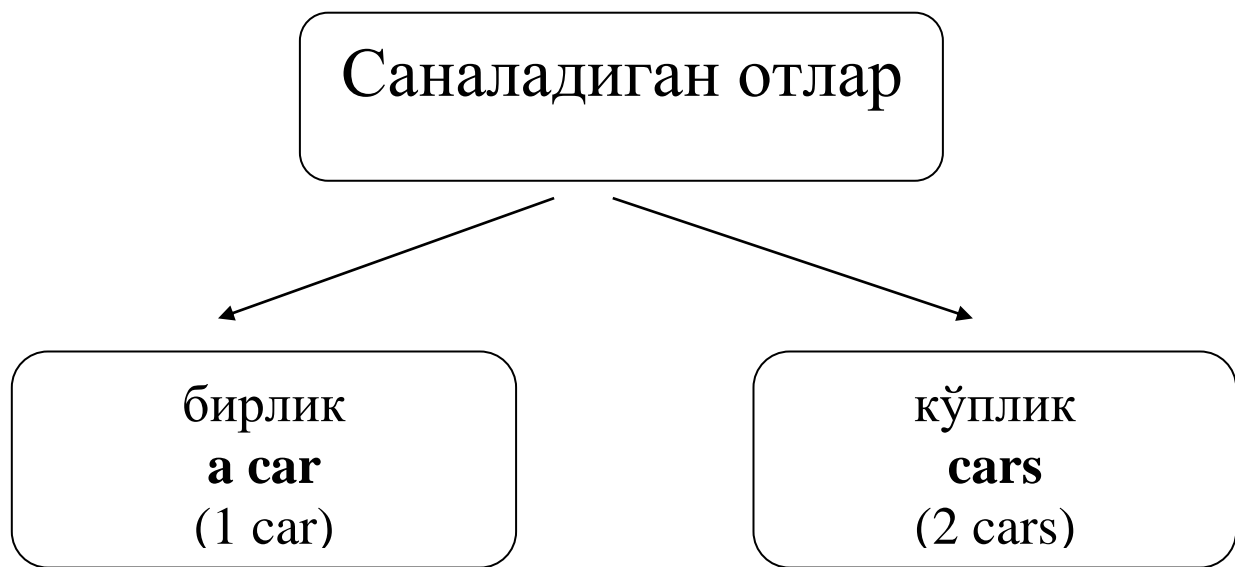 Саналадиган отлар
бирлик
a car
(1 car)
кўплик
cars
(2 cars)